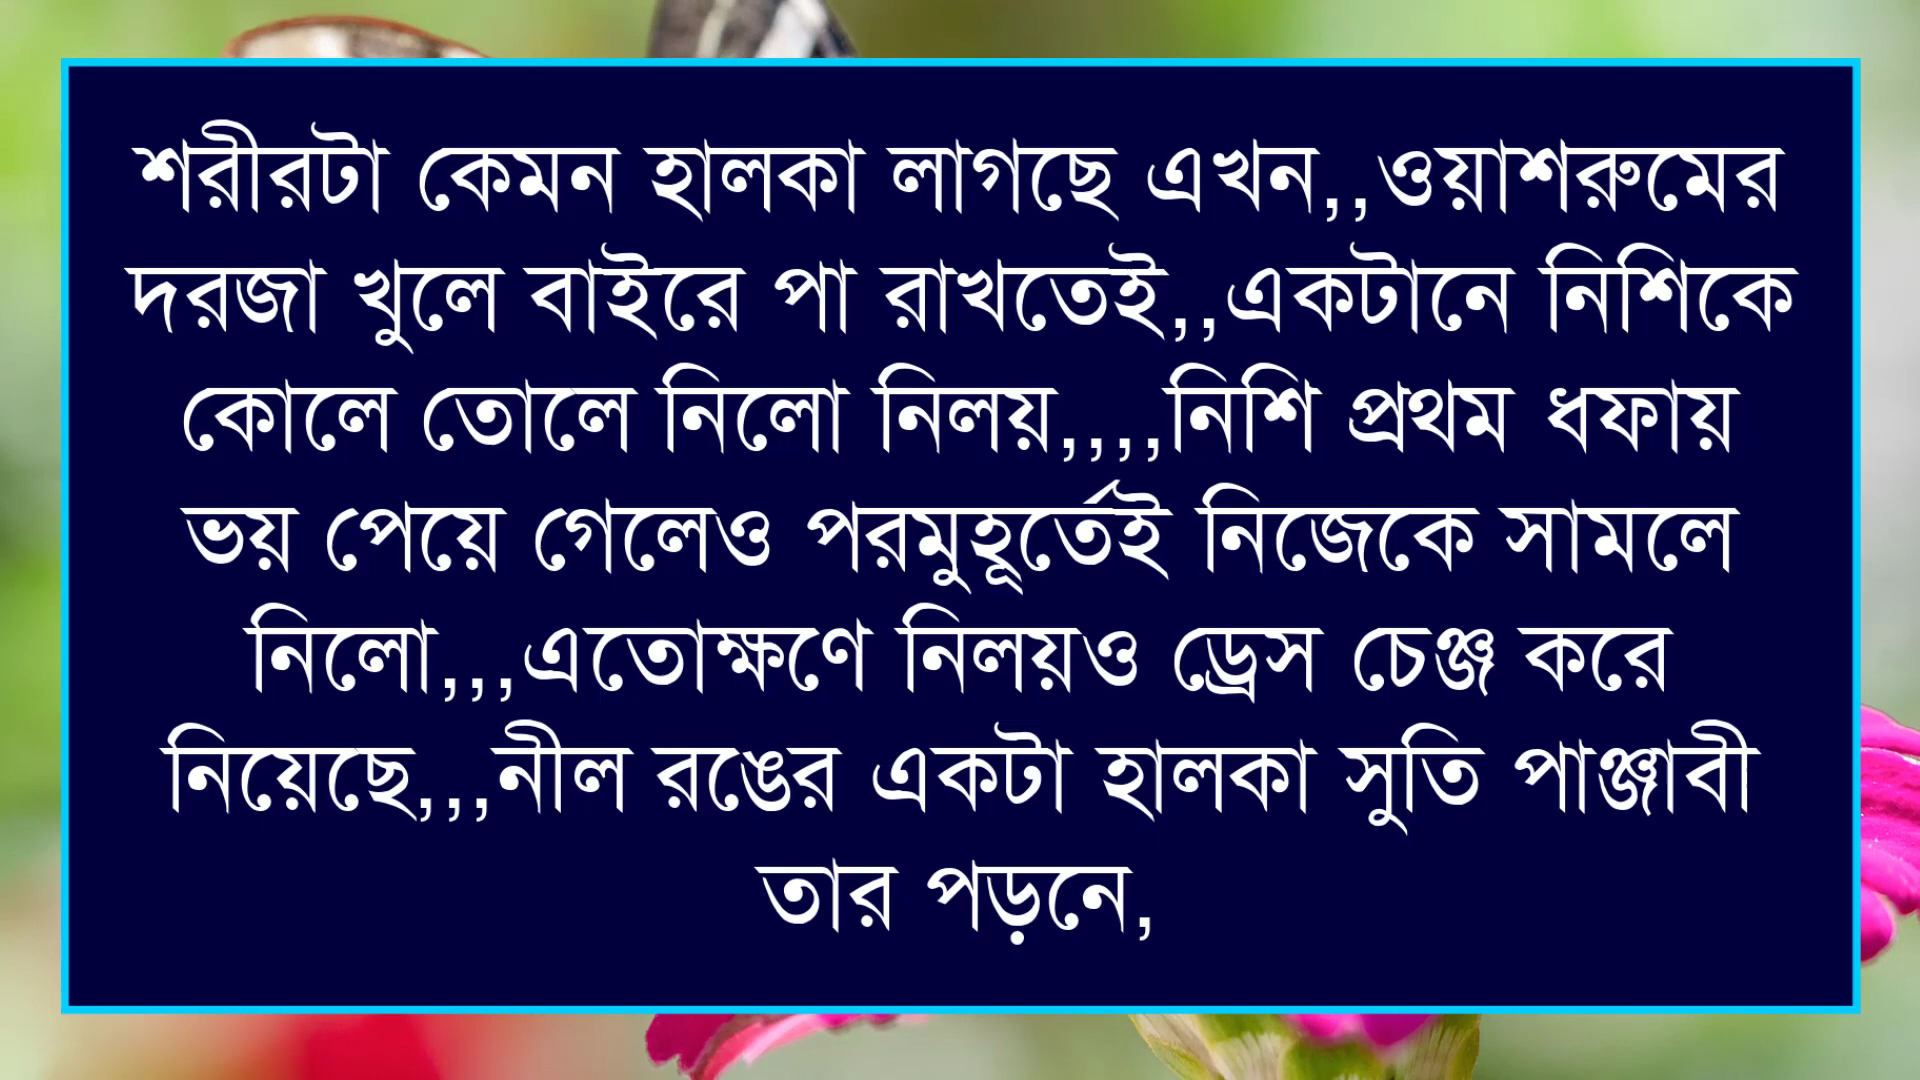 শরীরটা কেমন হালকা লাগছে এখন,,ওয়াশরুমের
দরজা খুলে বাইরে পা রাখতেই,,একটানে নিশিকে
কোলে তোলে নিলো নিলয়,,,,নিশি প্রথম ধফায়
ভয় পেয়ে গেলেও পরমুহূর্তেই নিজেকে সামলে
নিলো,,,এতোক্ষণে নিলয়ও ড্রেস চেঞ্জ করে
নিয়েছে,,,নীল রঙের একটা হালকা সুতি পাঞ্জাবী
তার পড়নে,